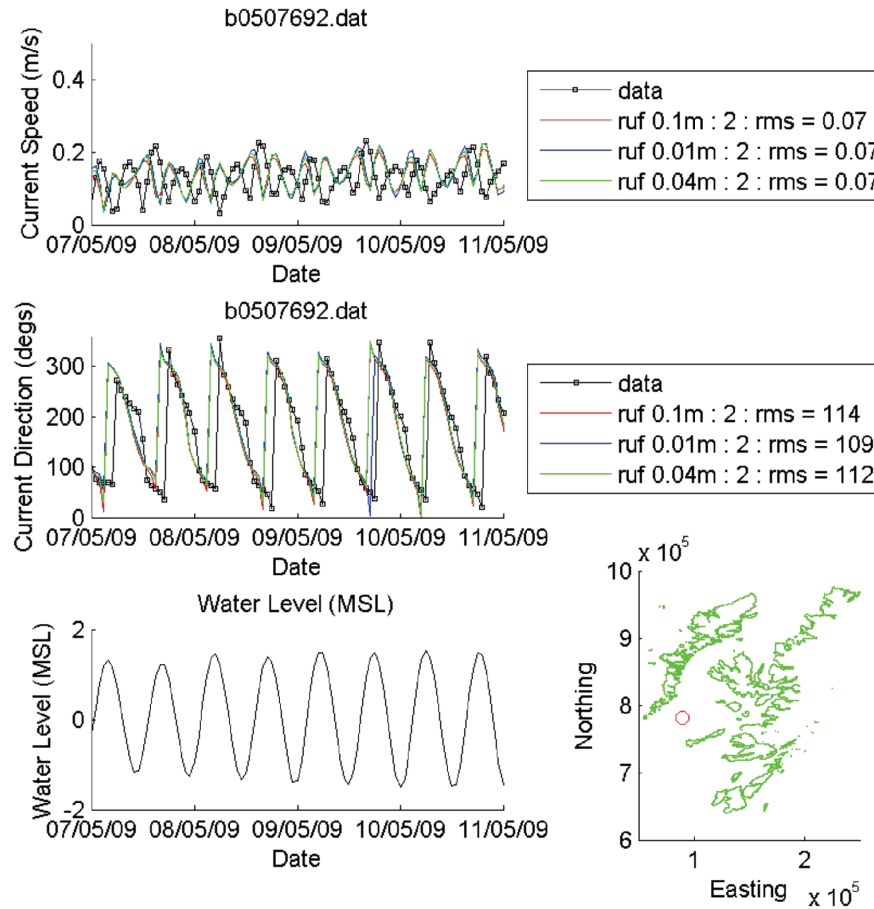 b0507692.dat
Current Speed (m/s)
0.4
0.2
0
07/05/09 08/05/09 09/05/09 10/05/09 11/05/09
Date
data
ruf 0.1m : 2 : rms = 0.07
ruf 0.01m : 2 : rms = 0.07
ruf 0.04m : 2 : rms = 0.07
b0507692.dat
Current Direction (degs)
300
200
100
0
07/05/09 08/05/09 09/05/09 10/05/09 11/05/09
Date
data
ruf 0.1m : 2 : rms = 114
ruf 0.01m : 2 : rms = 109
ruf 0.04m : 2 : rms = 112
Water Level (MSL)
Water Level (MSL)
2
0
-2
07/05/09 08/05/09 09/05/09 10/05/09 11/05/09
Date
x 10^5
Northing
10
9
8
7
6
1 2
Easting
x 10^5